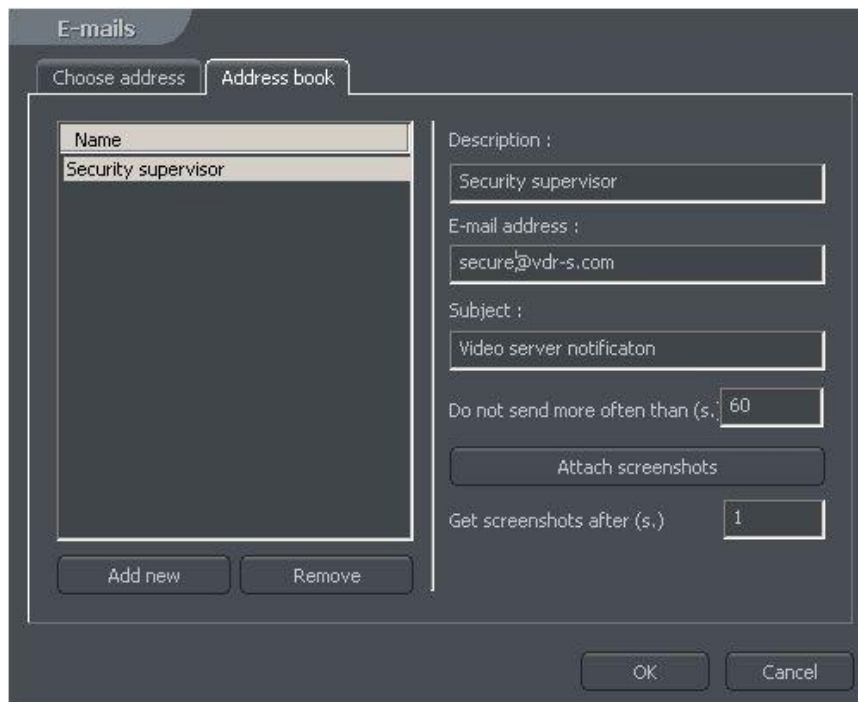 E-mails
Choose address
Address book
Name
Security supervisor
Description :
Security supervisor
E-mail address :
secure@vdr-s.com
Subject :
Video server notificaton
Do not send more often than (s.)
60
Attach screenshots
Get screenshots after (s.)
1
Add new
Remove
OK
Cancel